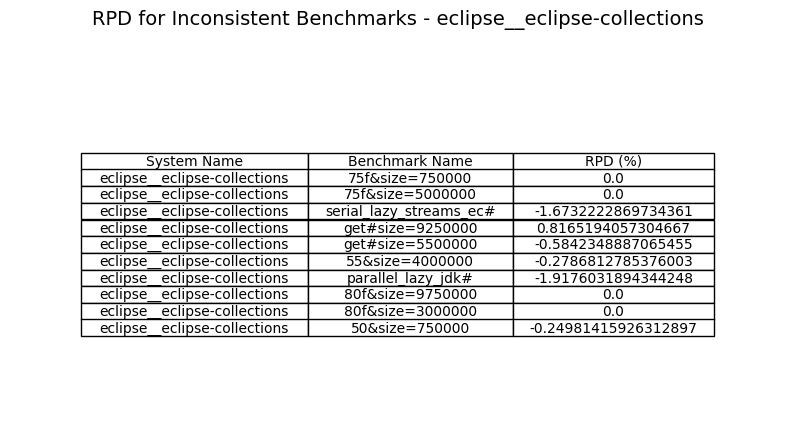 RPD for Inconsistent Benchmarks - eclipse__eclipse-collections
System Name Benchmark Name RPD (%)
eclipse__eclipse-collections 75f&size=750000 0.0
eclipse__eclipse-collections 75f&size=5000000 0.0
eclipse__eclipse-collections serial_lazy_streams_ec# -1.6732222869734361
eclipse__eclipse-collections get#size=9250000 0.8165194057304667
eclipse__eclipse-collections get#size=5500000 -0.5842348887065455
eclipse__eclipse-collections 55&size=4000000 -0.2786812785376003
eclipse__eclipse-collections parallel_lazy_jdk# -1.9176031894344248
eclipse__eclipse-collections 80f&size=9750000 0.0
eclipse__eclipse-collections 80f&size=3000000 0.0
eclipse__eclipse-collections 50&size=750000 -0.24981415926312897